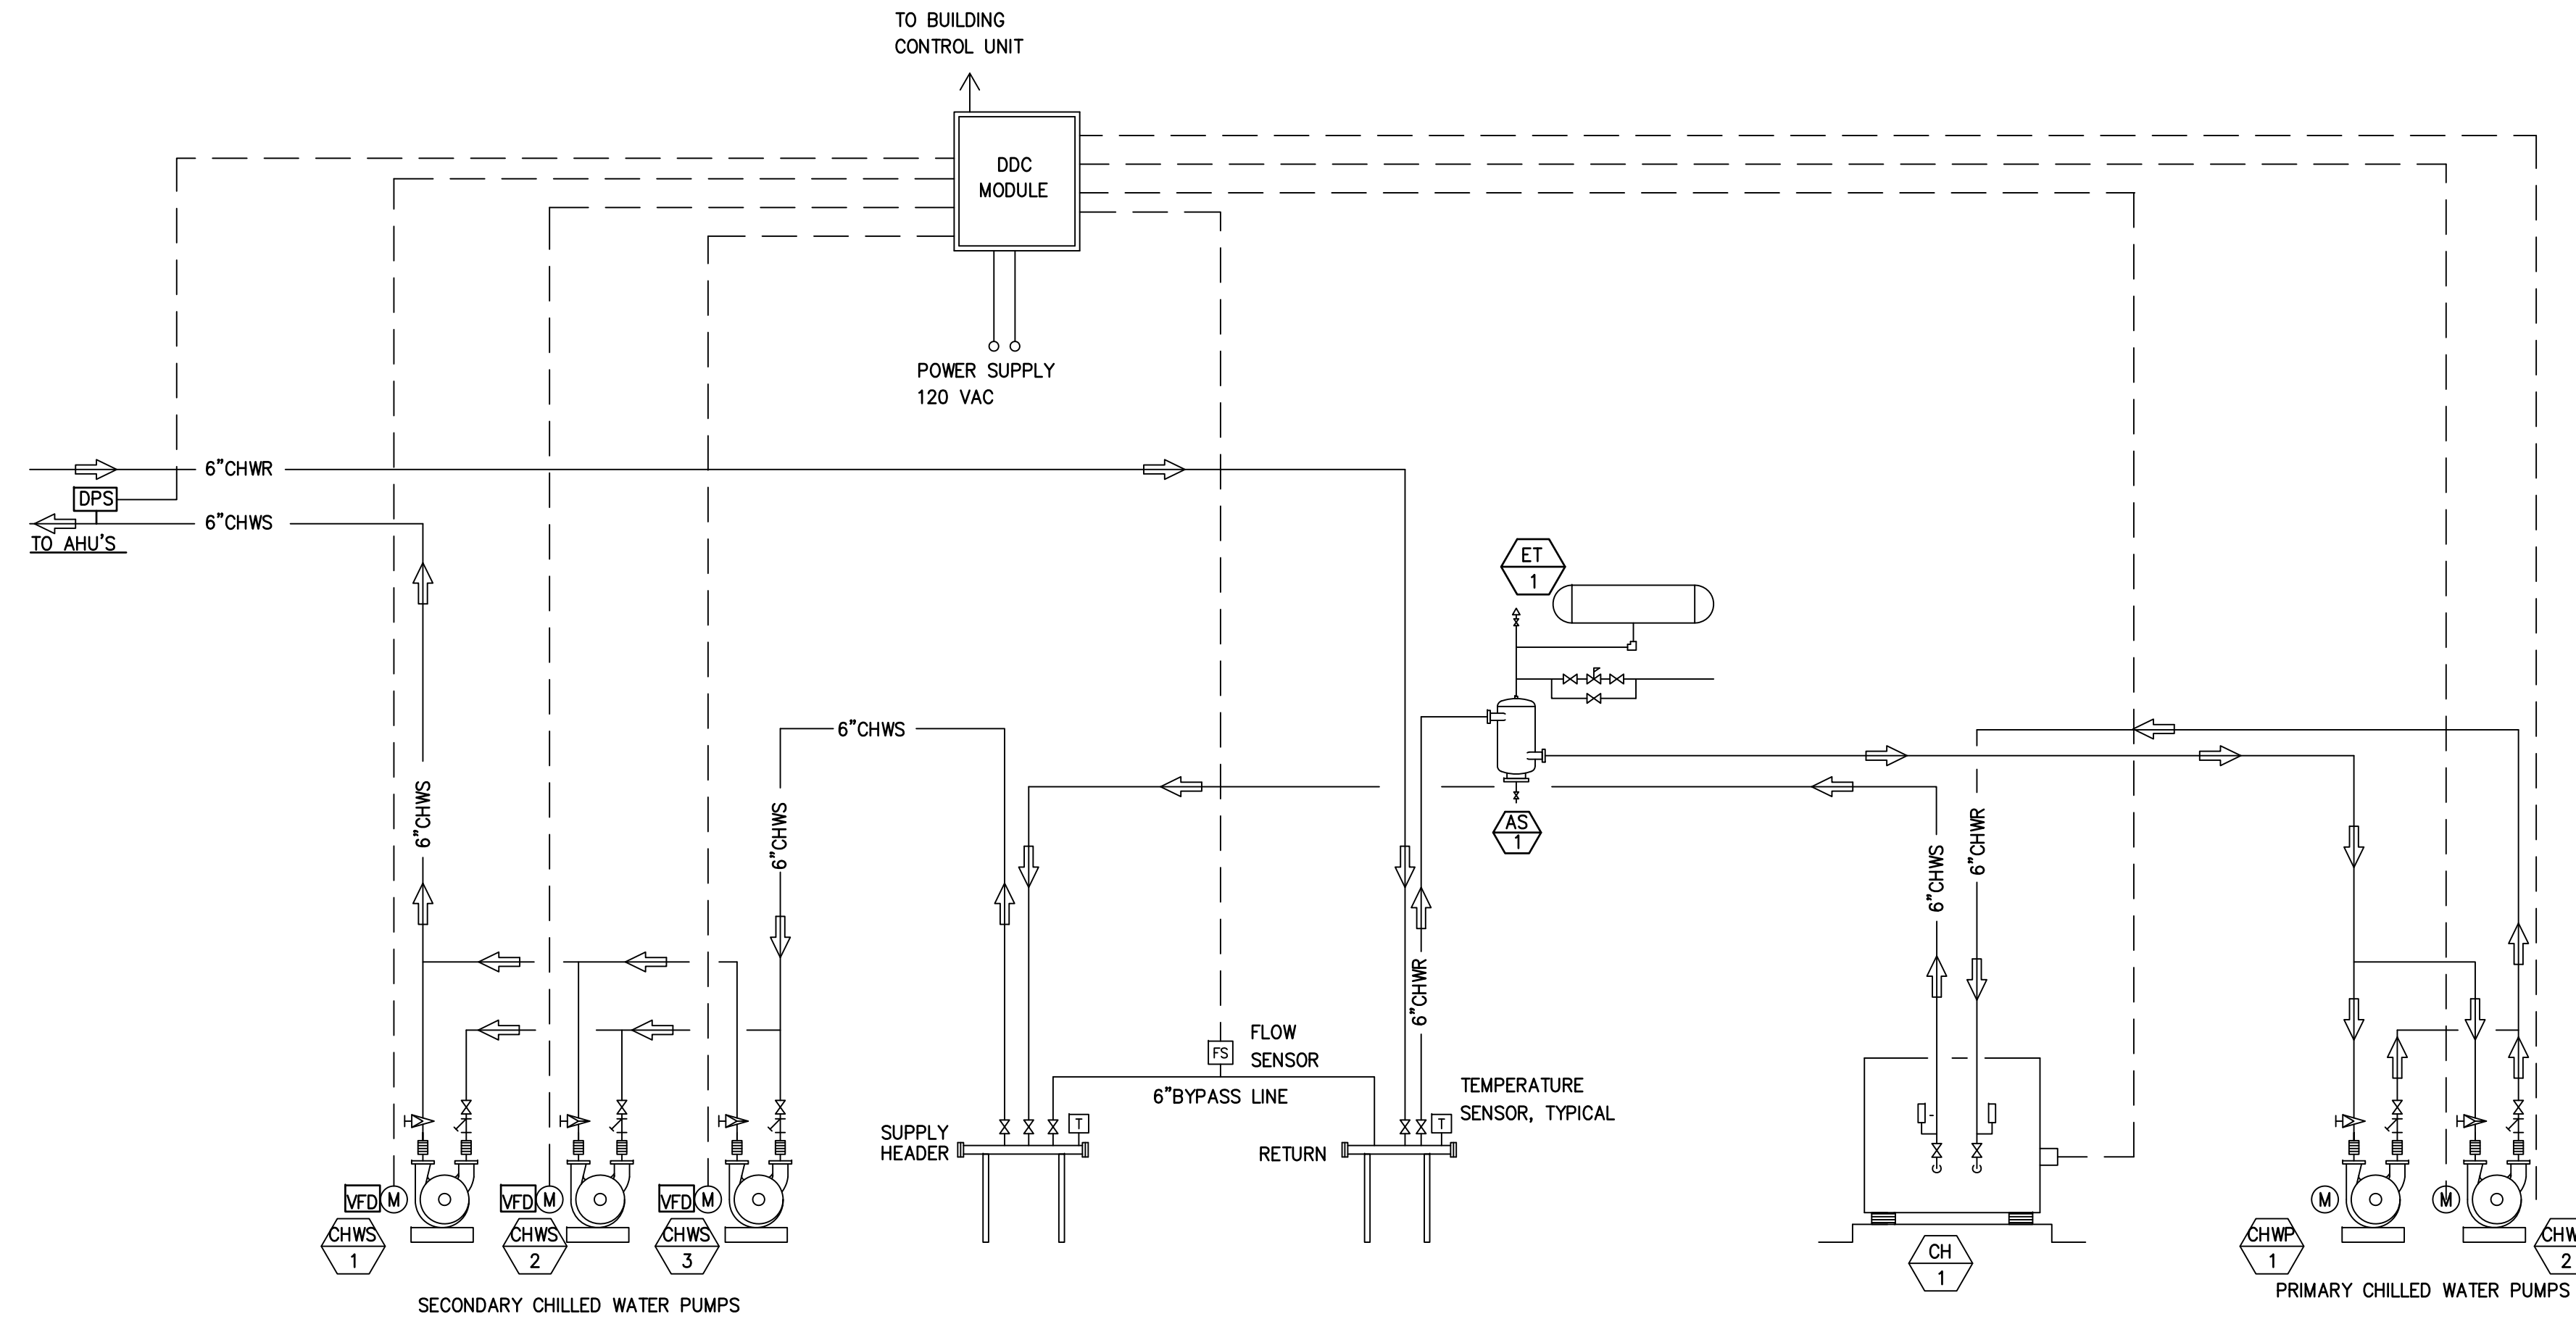 TO BUILDING
CONTROL UNIT
DDC
MODULE
POWER SUPPLY
120 VAC
6"CHWR
DPS
6"CHWS
TO AHU'S
ET
1
6"CHWS
6"CHWS
6"CHWS
AS
1
6"CHWS
6"CHWR
6"CHWR
FS
FLOW
SENSOR
6"BYPASS LINE
TEMPERATURE
SENSOR, TYPICAL
T
T
SUPPLY
HEADER
RETURN
VFD
M
VFD
M
VFD
M
M
M
CHWS
1
CHWS
2
CHWS
3
CH
1
CHWP
1
CHW
2
PRIMARY CHILLED WATER PUMPS
SECONDARY CHILLED WATER PUMPS